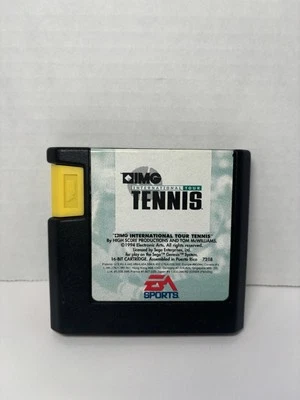 IMG
INTERNATIONAL TOUR
TENNIS
"IMG INTERNATIONAL TOUR TENNIS"
By HIGH SCORE PRODUCTIONS AND TOM McWILLIAMS.
©1994 Electronic Arts. All rights reserved.
Licensed by Sega Enterprises, Ltd.
for play on the Sega™ Genesis™ System.
16-BIT CARTRIDGE. Assembled in Puerto Rico 7258
EA
SPORTS